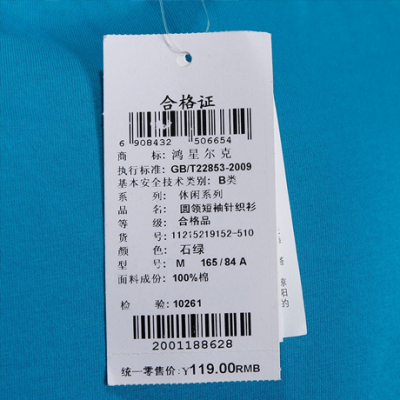 合格证
6 908432 506654
商 标: 鸿星尔克
执行标准: GB/T22853-2009
基本安全技术类别: B类
系 列: 休闲系列
品 名: 圆领短袖针织衫
等 级: 合格品
货 号: 11215219152-510
颜 色: 石绿
型 号: M 165/84 A
面料成份: 100%棉
检 验: 10261
2001188628
统一零售价: ¥119.00RMB